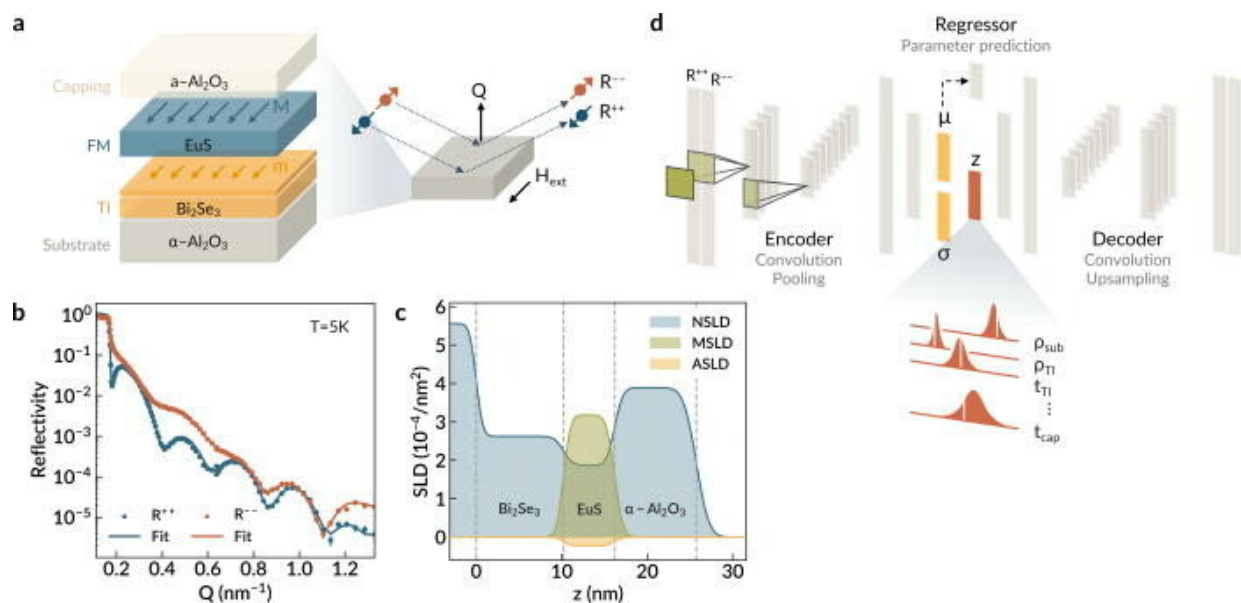 a
Capping
a-Al₂O₃
FM
M
EuS
TI
m
Bi₂Se₃
Substrate
α-Al₂O₃
Q
R⁻⁻
R⁺⁺
H_ext
b
Reflectivity
10⁰
10⁻¹
10⁻²
10⁻³
10⁻⁴
10⁻⁵
T=5K
R⁺⁺ R⁻⁻
Fit Fit
0.2 0.4 0.6 0.8 1.0 1.2
Q (nm⁻¹)
c
SLD (10⁻⁴/nm²)
6
5
4
3
2
1
0
NSLD
MSLD
ASLD
Bi₂Se₃ EuS α-Al₂O₃
0 10 20 30
z (nm)
d
Regressor
Parameter prediction
R⁺⁺ R⁻⁻
μ
z
σ
Encoder
Convolution
Pooling
Decoder
Convolution
Upsampling
ρ_sub
ρ_TI
t_TI
⋮
t_cap